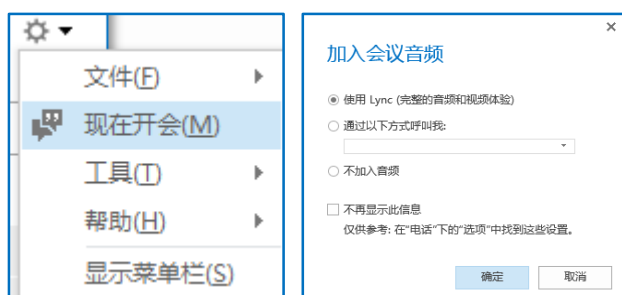 文件(F)
现在开会(M)
工具(T)
帮助(H)
显示菜单栏(S)
加入会议音频
使用 Lync (完整的音频和视频体验)
通过以下方式呼叫我:
不加入音频
不再显示此信息
仅供参考: 在"电话"下的"选项"中找到这些设置。
确定
取消